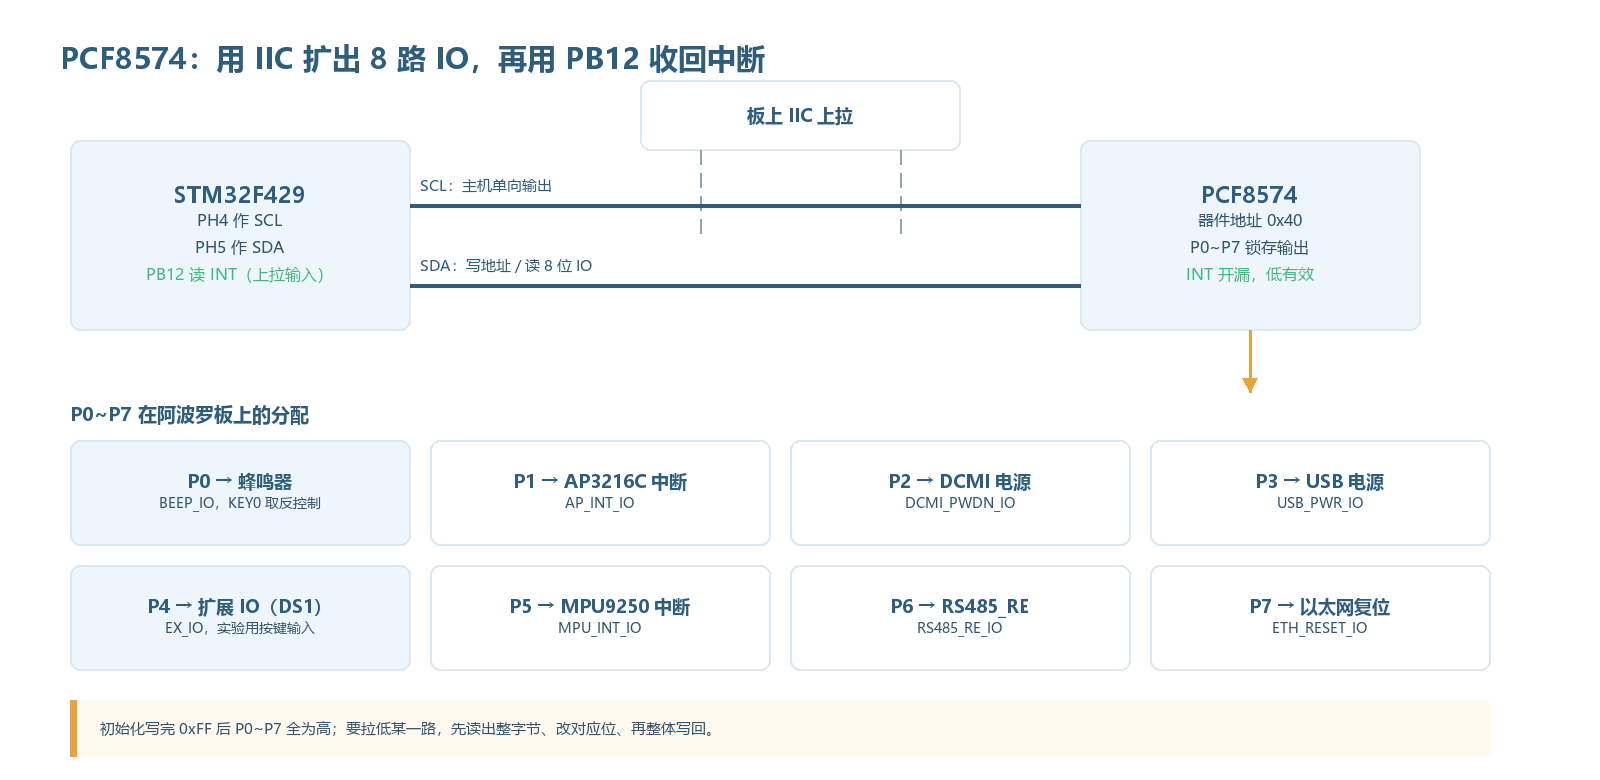 PCF8574：用 IIC 扩出 8 路 IO，再用 PB12 收回中断
板上 IIC 上拉
STM32F429
PH4 作 SCL
PH5 作 SDA
PB12 读 INT（上拉输入）
SCL：主机单向输出
SDA：写地址 / 读 8 位 IO
PCF8574
器件地址 0x40
P0~P7 锁存输出
INT 开漏，低有效
P0~P7 在阿波罗板上的分配
P0 → 蜂鸣器
BEEP_IO，KEY0 取反控制
P1 → AP3216C 中断
AP_INT_IO
P2 → DCMI 电源
DCMI_PWDN_IO
P3 → USB 电源
USB_PWR_IO
P4 → 扩展 IO（DS1）
EX_IO，实验用按键输入
P5 → MPU9250 中断
MPU_INT_IO
P6 → RS485_RE
RS485_RE_IO
P7 → 以太网复位
ETH_RESET_IO
初始化写完 0xFF 后 P0~P7 全为高；要拉低某一路，先读出整字节、改对应位、再整体写回。